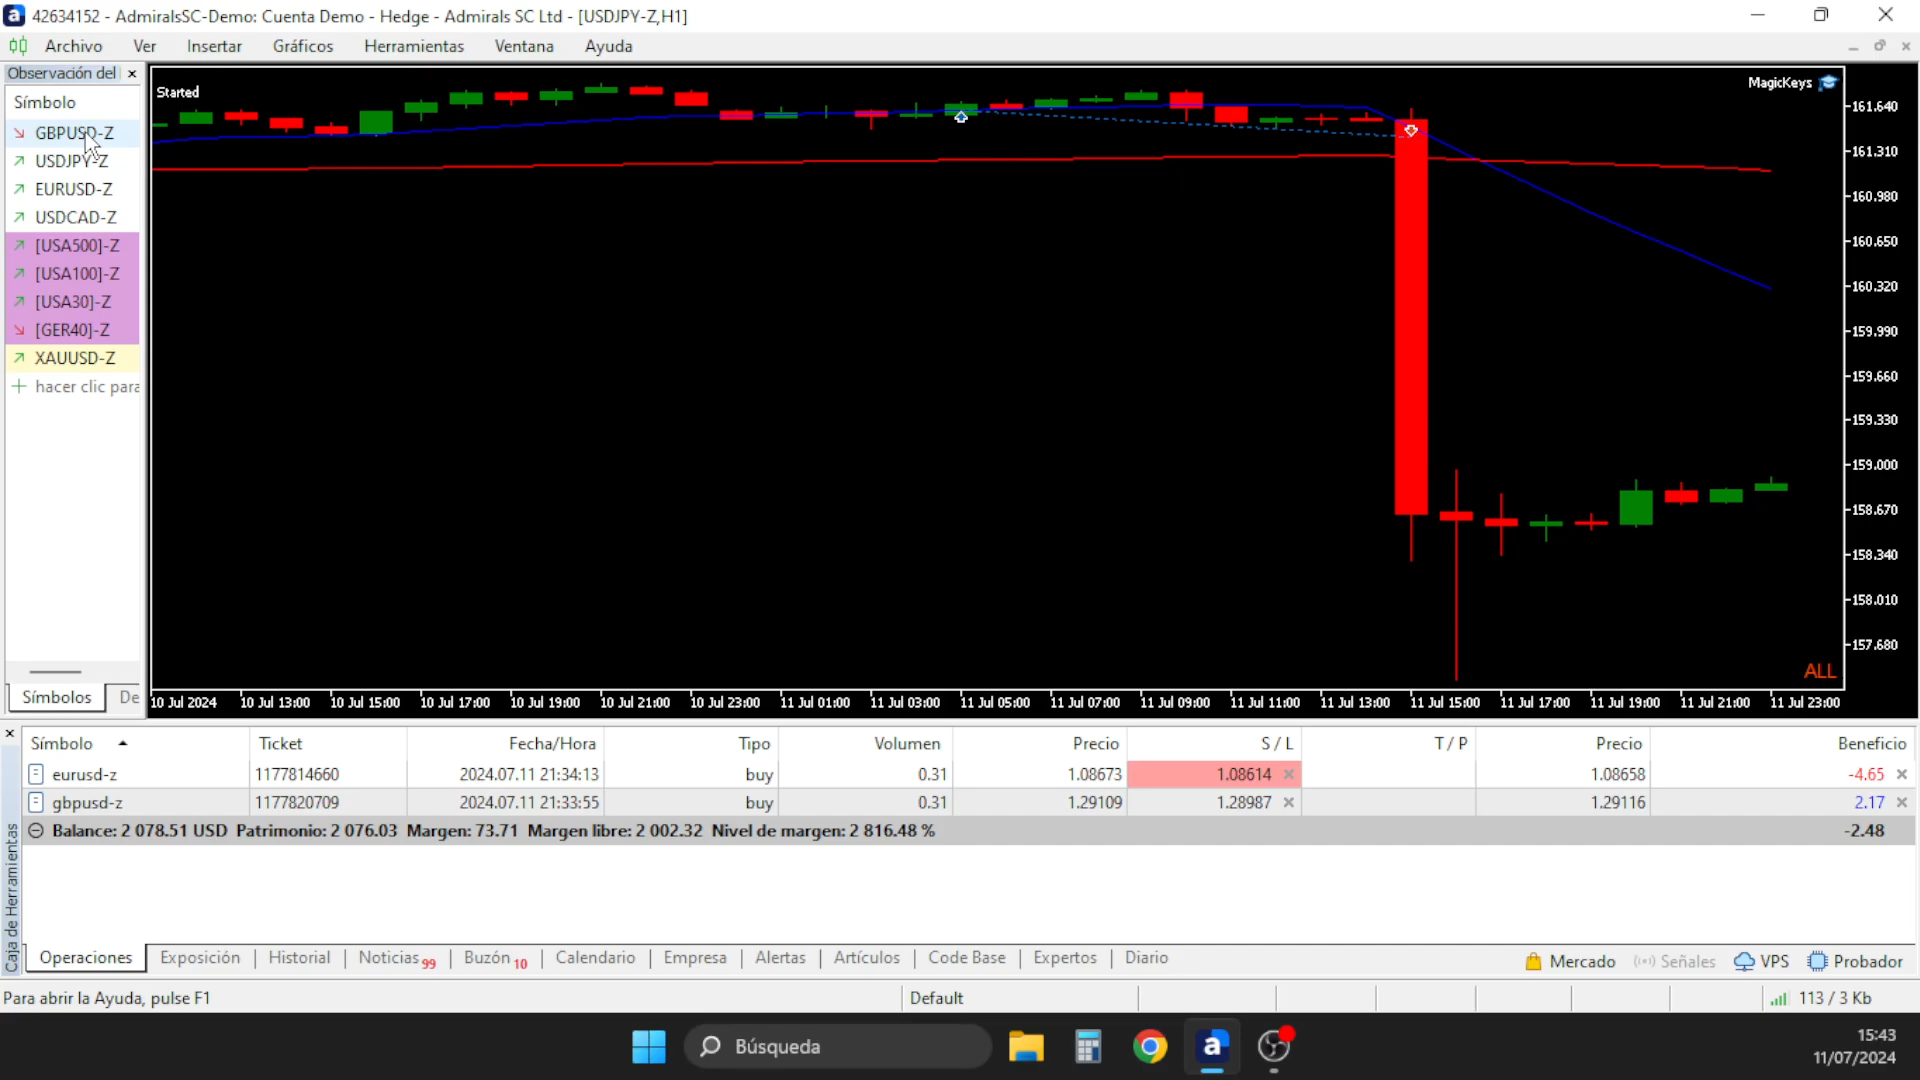 42634152 - AdmiralsSC-Demo: Cuenta Demo - Hedge - Admirals SC Ltd - [USDJPY-Z,H1]
Archivo Ver Insertar Gráficos Herramientas Ventana Ayuda
Observación del
Símbolo
GBPUSD-Z
USDJPY-Z
EURUSD-Z
USDCAD-Z
[USA500]-Z
[USA100]-Z
[USA30]-Z
[GER40]-Z
XAUUSD-Z
hacer clic para
Símbolos De
Started
MagicKeys
161.640
161.310
160.980
160.650
160.320
159.990
159.660
159.330
159.000
158.670
158.340
158.010
157.680
ALL
10 Jul 2024 10 Jul 13:00 10 Jul 15:00 10 Jul 17:00 10 Jul 19:00 10 Jul 21:00 10 Jul 23:00 11 Jul 01:00 11 Jul 03:00 11 Jul 05:00 11 Jul 07:00 11 Jul 09:00 11 Jul 11:00 11 Jul 13:00 11 Jul 15:00 11 Jul 17:00 11 Jul 19:00 11 Jul 21:00 11 Jul 23:00
Símbolo Ticket Fecha/Hora Tipo Volumen Precio S / L T / P Precio Beneficio
eurusd-z 1177814660 2024.07.11 21:34:13 buy 0.31 1.08673 1.08614 1.08658 -4.65
gbpusd-z 1177820709 2024.07.11 21:33:55 buy 0.31 1.29109 1.28987 1.29116 2.17
Balance: 2 078.51 USD Patrimonio: 2 076.03 Margen: 73.71 Margen libre: 2 002.32 Nivel de margen: 2 816.48 % -2.48
Caja de Herramientas
Operaciones Exposición Historial Noticias 99 Buzón 10 Calendario Empresa Alertas Artículos Code Base Expertos Diario Mercado Señales VPS Probador
Para abrir la Ayuda, pulse F1 Default 113 / 3 Kb
Búsqueda
a
15:43
11/07/2024